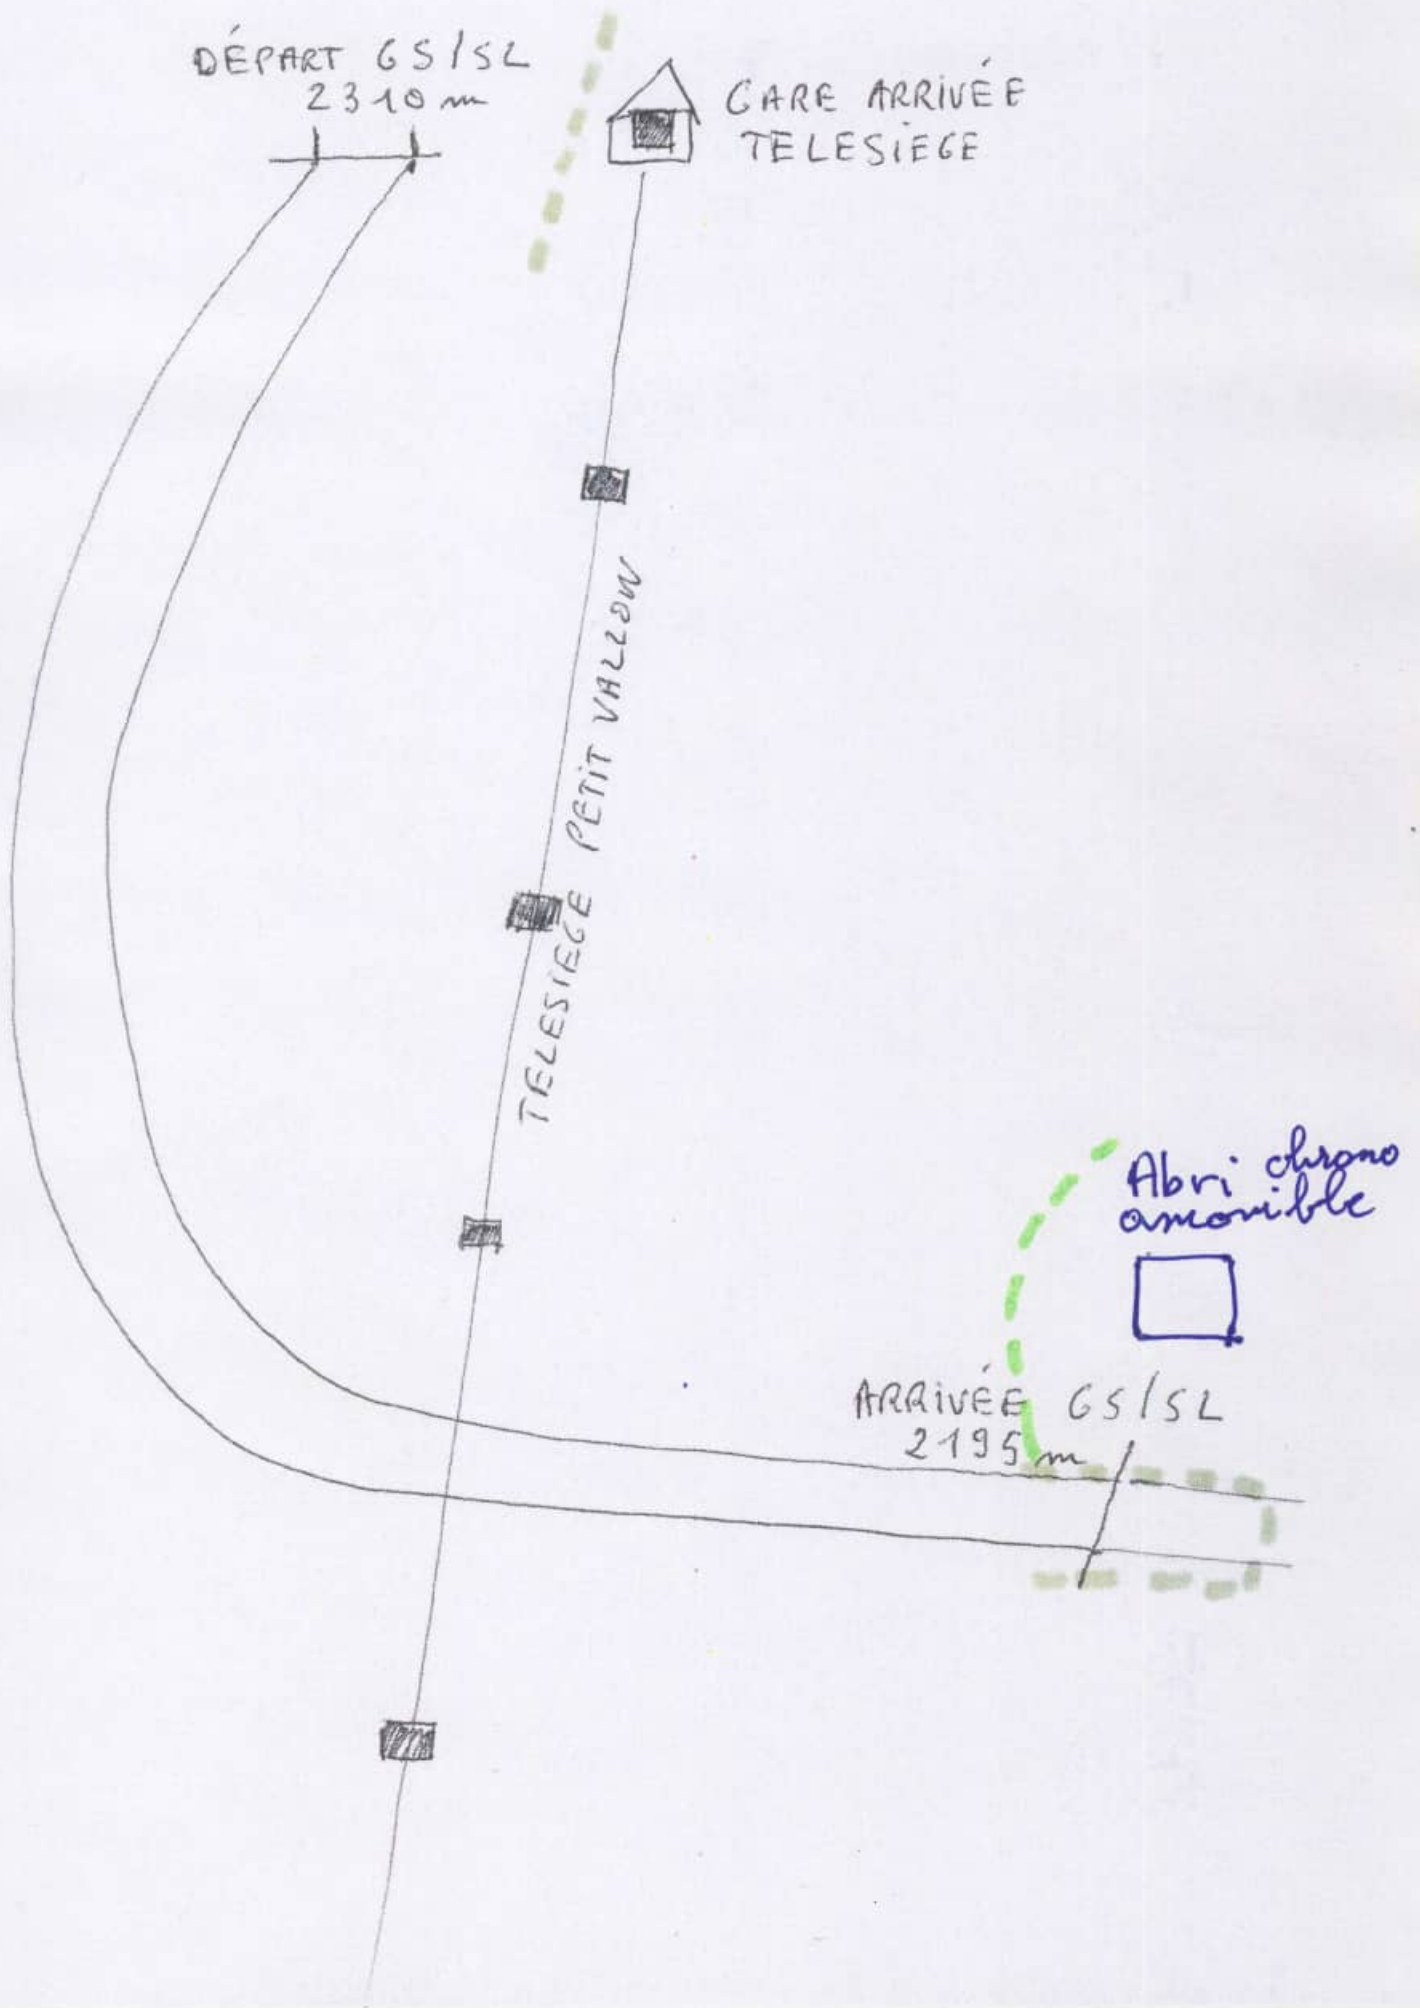 DÉPART GS/SL
2310 m
GARE ARRIVÉE
TELESIEGE
TELESIEGE PETIT VALLON
Abri chrono
amovible
ARRIVÉE GS/SL
2195 m